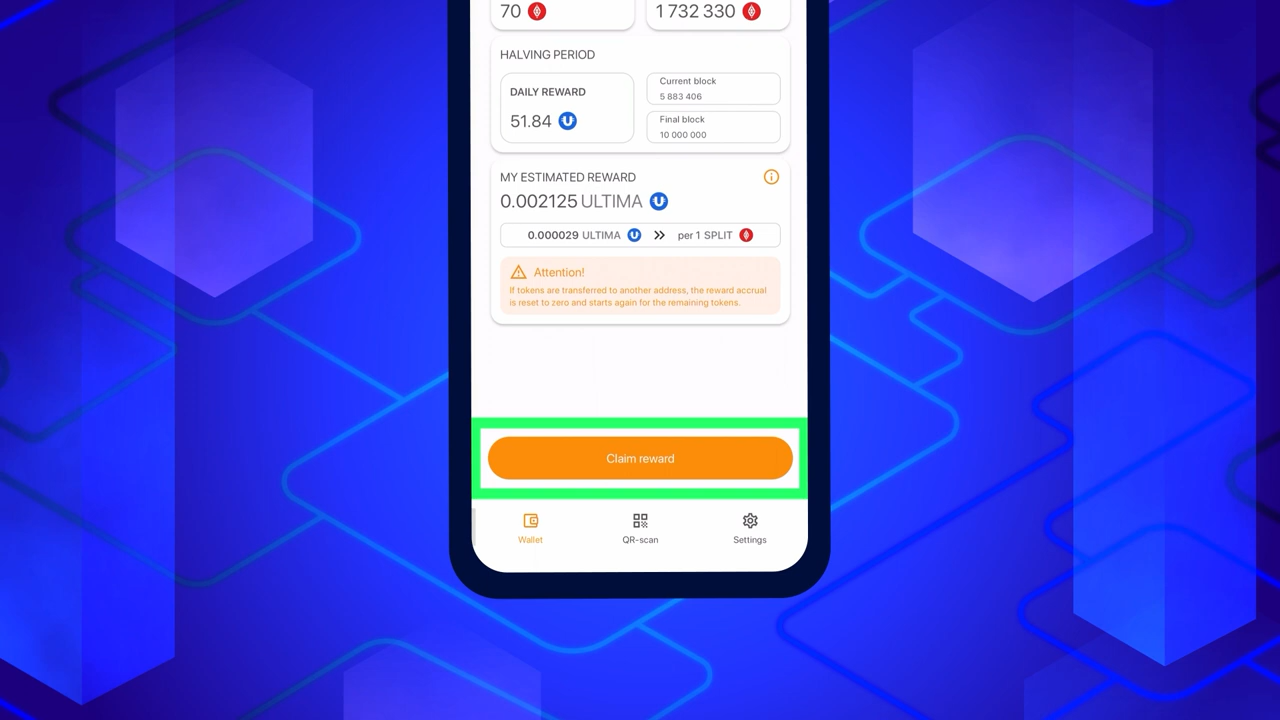 70
1 732 330
HALVING PERIOD
DAILY REWARD
51.84
Current block
5 883 406
Final block
10 000 000
MY ESTIMATED REWARD
0.002125 ULTIMA
0.000029 ULTIMA
per 1 SPLIT
Attention!
If tokens are transferred to another address, the reward accrual
is reset to zero and starts again for the remaining tokens.
Claim reward
Wallet
QR-scan
Settings